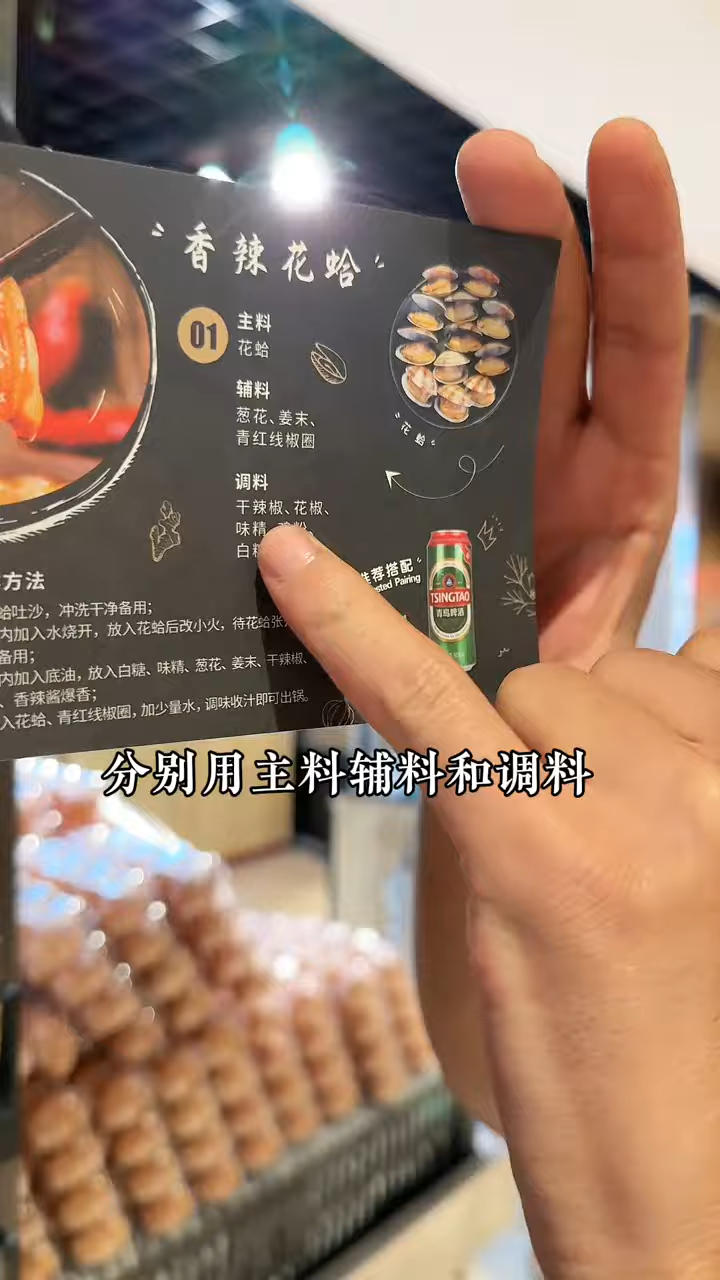 香辣花蛤
01
主料
花蛤
辅料
葱花、姜末、
青红线椒圈
花蛤
调料
干辣椒、花椒、
味精、
白糖
推荐搭配
Pairing
TSINGTAO
青岛啤酒
方法
蛤吐沙，冲洗干净备用；
内加入水烧开，放入花蛤后改小火，待花蛤张
备用；
内加入底油，放入白糖、味精、葱花、姜末、干辣椒、
、香辣酱爆香；
入花蛤、青红线椒圈，加少量水，调味收汁即可出锅。
分别用主料辅料和调料